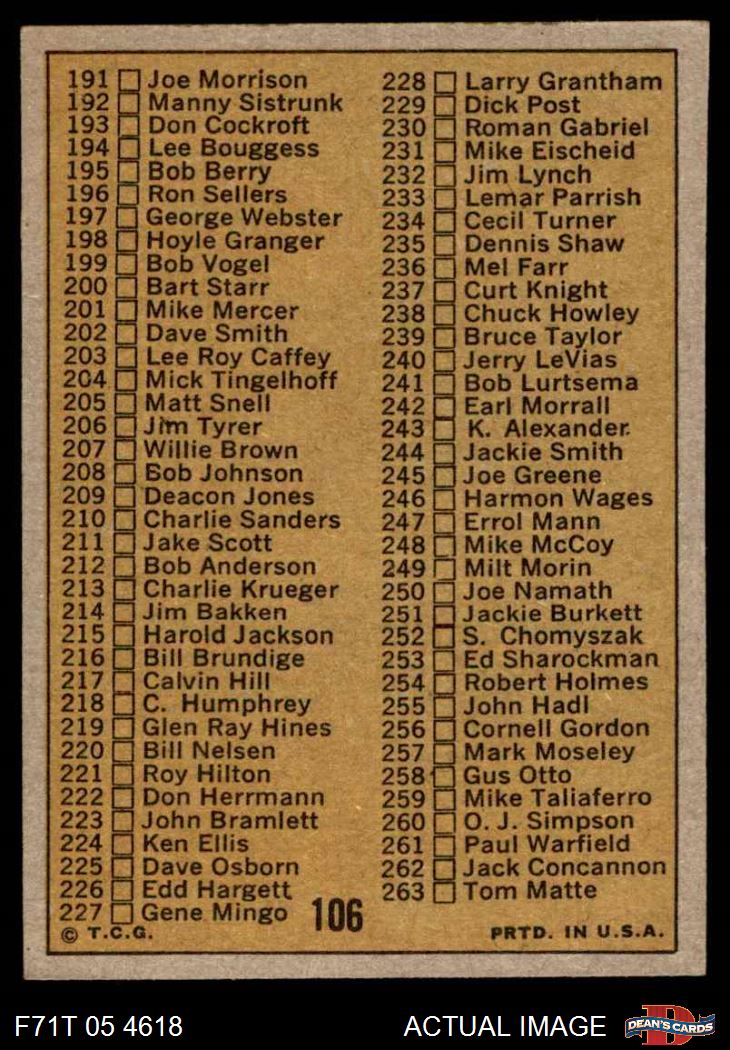 191 Joe Morrison
192 Manny Sistrunk
193 Don Cockroft
194 Lee Bouggess
195 Bob Berry
196 Ron Sellers
197 George Webster
198 Hoyle Granger
199 Bob Vogel
200 Bart Starr
201 Mike Mercer
202 Dave Smith
203 Lee Roy Caffey
204 Mick Tingelhoff
205 Matt Snell
206 Jim Tyrer
207 Willie Brown
208 Bob Johnson
209 Deacon Jones
210 Charlie Sanders
211 Jake Scott
212 Bob Anderson
213 Charlie Krueger
214 Jim Bakken
215 Harold Jackson
216 Bill Brundige
217 Calvin Hill
218 C. Humphrey
219 Glen Ray Hines
220 Bill Nelsen
221 Roy Hilton
222 Don Herrmann
223 John Bramlett
224 Ken Ellis
225 Dave Osborn
226 Edd Hargett
227 Gene Mingo
228 Larry Grantham
229 Dick Post
230 Roman Gabriel
231 Mike Eischeid
232 Jim Lynch
233 Lemar Parrish
234 Cecil Turner
235 Dennis Shaw
236 Mel Farr
237 Curt Knight
238 Chuck Howley
239 Bruce Taylor
240 Jerry LeVias
241 Bob Lurtsema
242 Earl Morrall
243 K. Alexander
244 Jackie Smith
245 Joe Greene
246 Harmon Wages
247 Errol Mann
248 Mike McCoy
249 Milt Morin
250 Joe Namath
251 Jackie Burkett
252 S. Chomyszak
253 Ed Sharockman
254 Robert Holmes
255 John Hadl
256 Cornell Gordon
257 Mark Moseley
258 Gus Otto
259 Mike Taliaferro
260 O. J. Simpson
261 Paul Warfield
262 Jack Concannon
263 Tom Matte
106
© T.C.G.
PRTD. IN U.S.A.
F71T 05 4618
ACTUAL IMAGE
D
DEAN'S CARDS